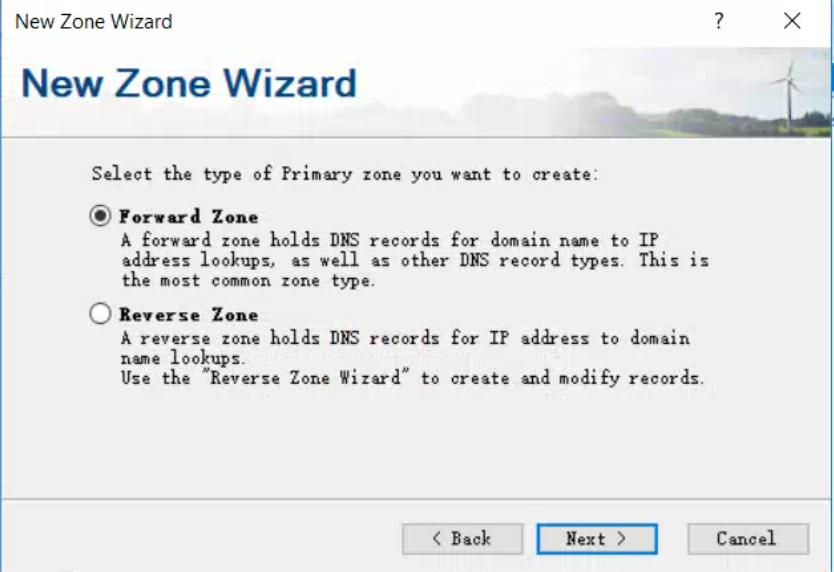 New Zone Wizard
?
New Zone Wizard
Select the type of Primary zone you want to create:
Forward Zone
A forward zone holds DNS records for domain name to IP
address lookups, as well as other DNS record types. This is
the most common zone type.
Reverse Zone
A reverse zone holds DNS records for IP address to domain
name lookups.
Use the "Reverse Zone Wizard" to create and modify records.
< Back
Next >
Cancel